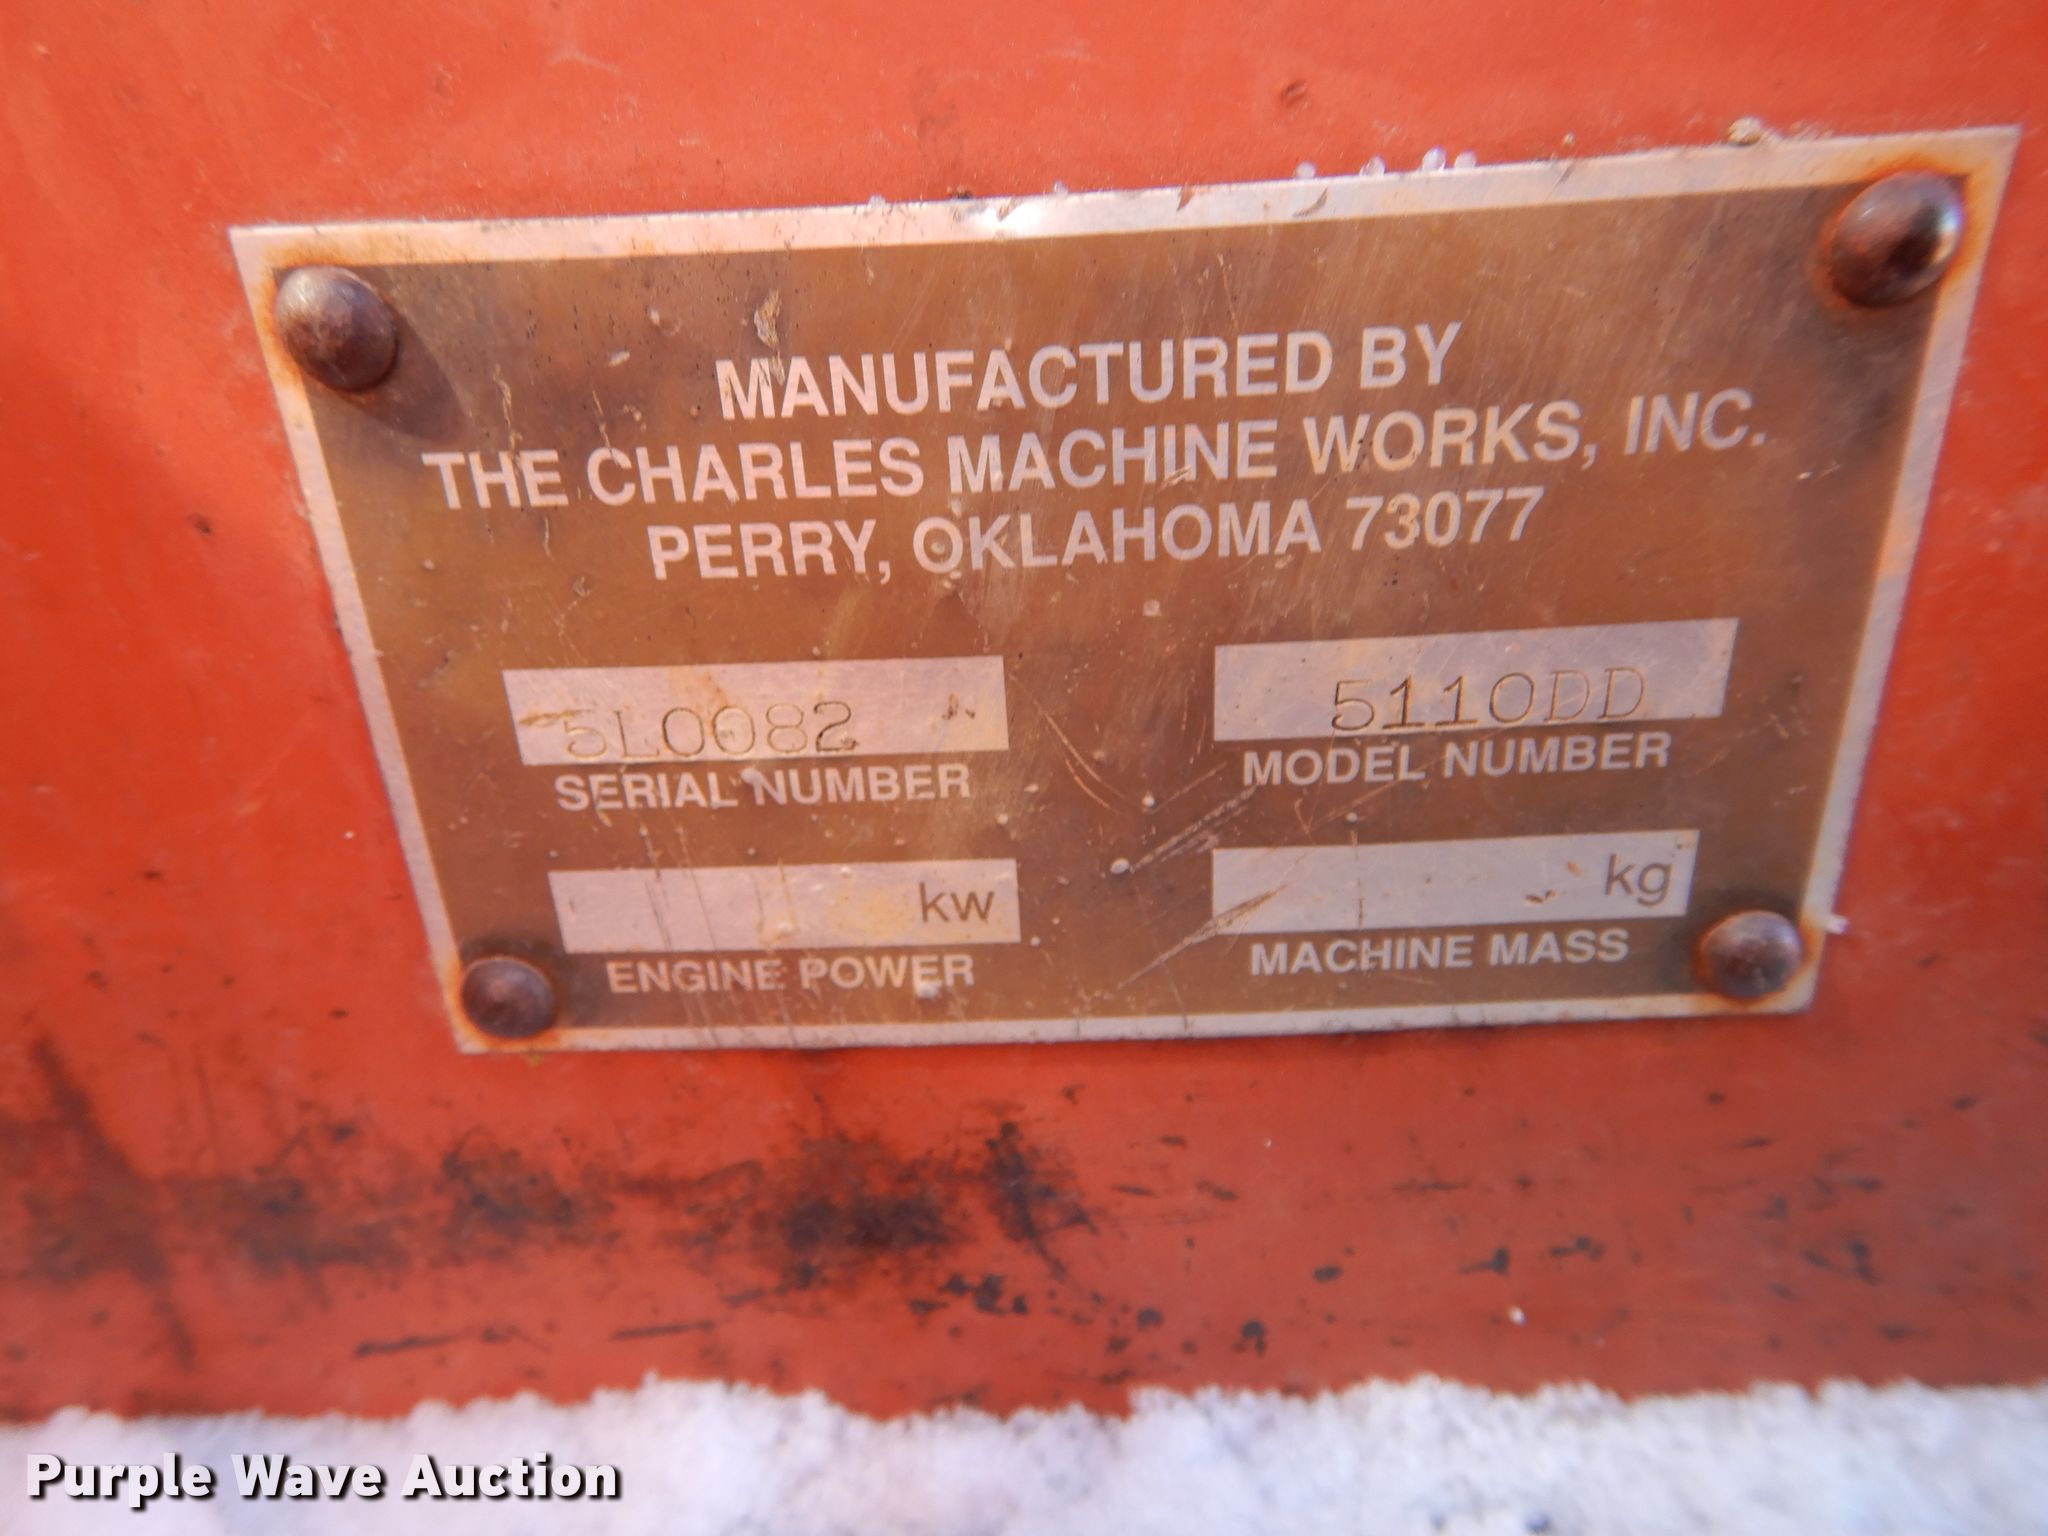 MANUFACTURED BY
THE CHARLES MACHINE WORKS, INC.
PERRY, OKLAHOMA 73077
5L0082 5110DD
SERIAL NUMBER MODEL NUMBER
kw kg
ENGINE POWER MACHINE MASS
Purple Wave Auction